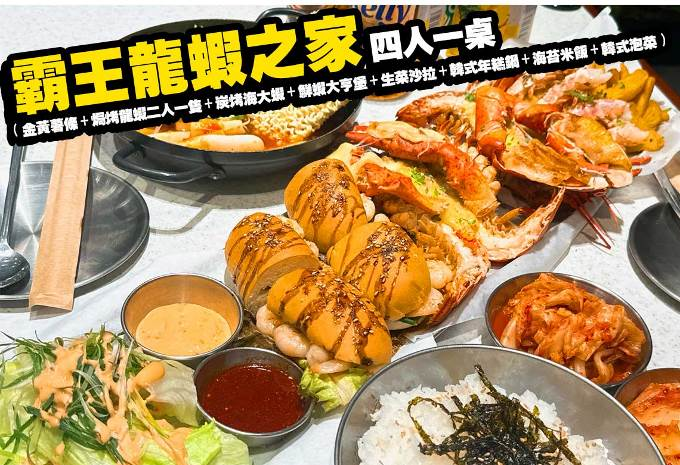 霸王龍蝦之家 四人一桌
(金黃薯條+焗烤龍蝦二人一隻+炭烤海大蝦+鮮蝦大亨堡+生菜沙拉+韓式年糕鍋+海苔米飯+韓式泡菜)